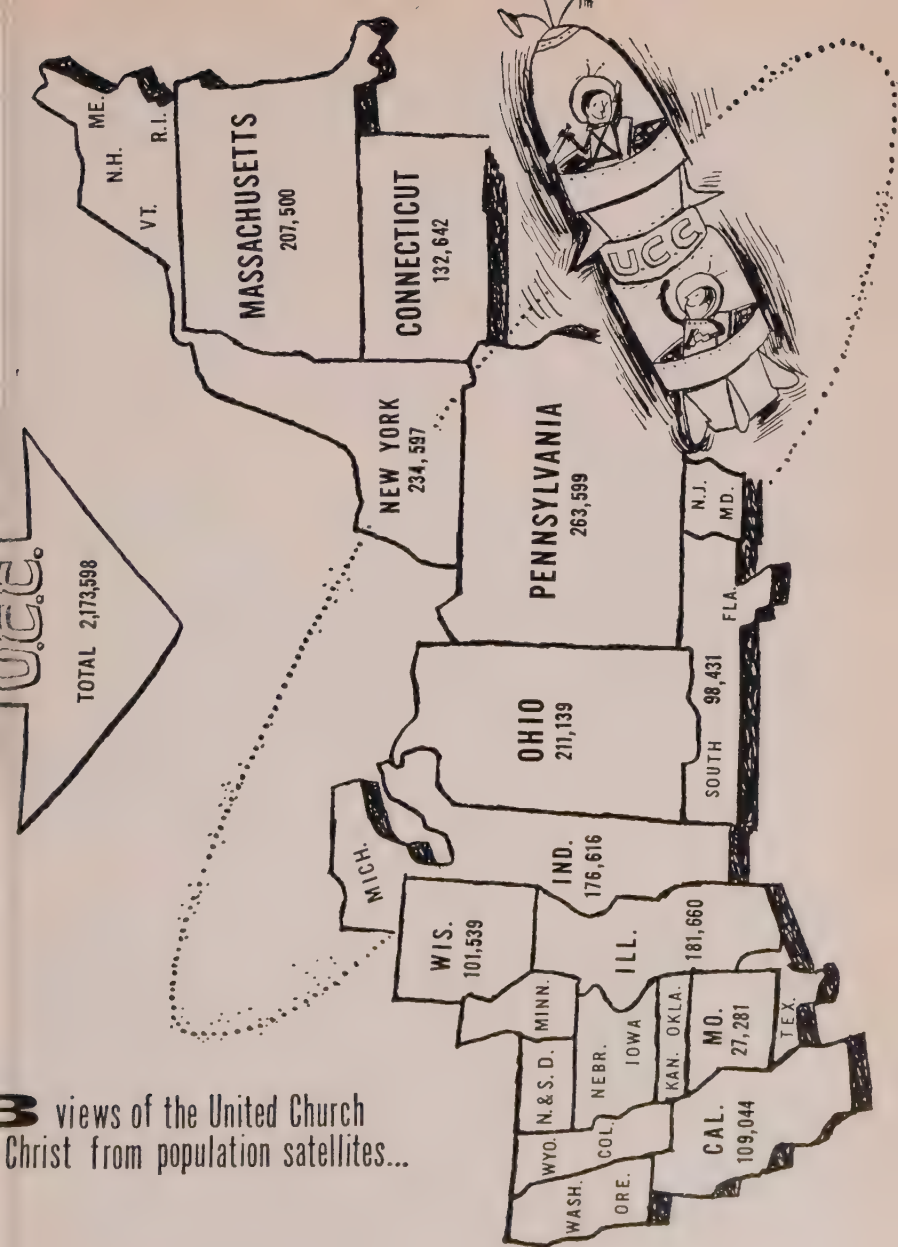 U.C.C.
TOTAL 2,173,598
ME.
N.H.
VT.
R.I.
MASSACHUSETTS
207,500
CONNECTICUT
132,642
NEW YORK
234,597
PENNSYLVANIA
263,599
N.J.
MD.
UCC
OHIO
211,139
SOUTH 98,431 FLA.
MICH.
IND.
176,616
WIS.
101,539
ILL.
181,660
MINN.
N. & S. D.
NEBR.
IOWA
KAN. OKLA.
MO.
27,281
TEX.
WYO.
COL.
WASH.
ORE.
CAL.
109,044
views of the United Church
Christ from population satellites...